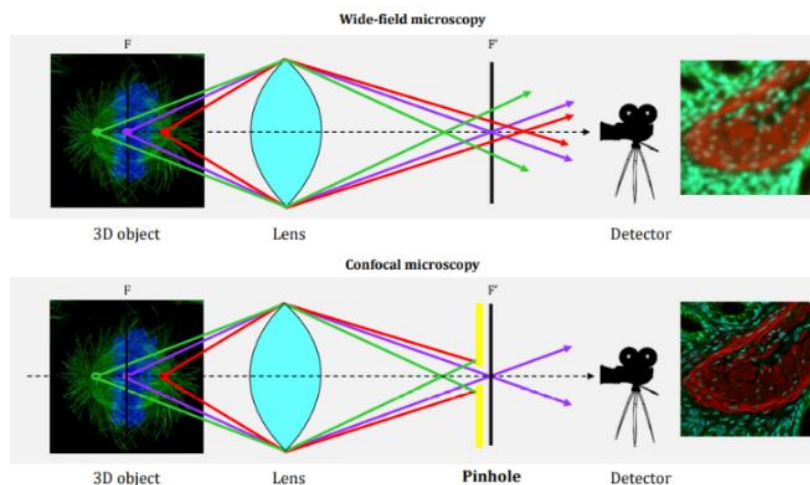 Wide-field microscopy
F F'
3D object Lens Detector
Confocal microscopy
F F'
3D object Lens Pinhole Detector